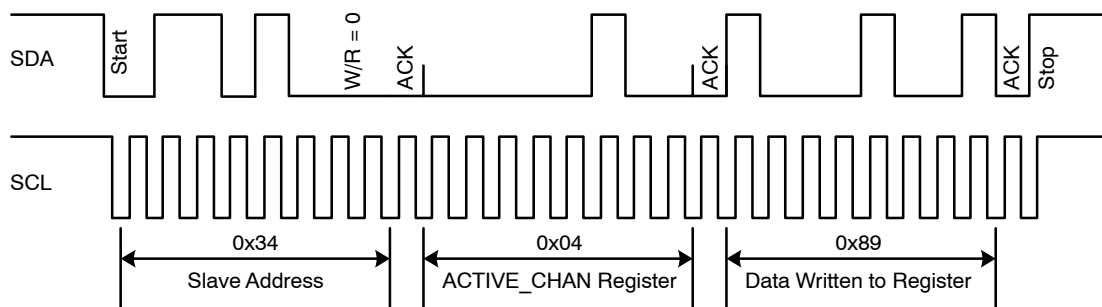 SDA
Start
W/R = 0
ACK
ACK
ACK
Stop
SCL
0x34
0x04
0x89
Slave Address
ACTIVE_CHAN Register
Data Written to Register